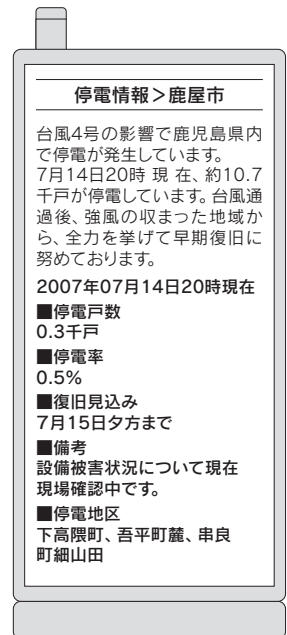 停電情報＞鹿屋市
台風4号の影響で鹿児島県内
で停電が発生しています。
7月14日20時 現 在、約10.7
千戸が停電しています。台風通
過後、強風の収まった地域か
ら、全力を挙げて早期復旧に
努めております。
2007年07月14日20時現在
■停電戸数
0.3千戸
■停電率
0.5%
■復旧見込み
7月15日夕方まで
■備考
設備被害状況について現在
現場確認中です。
■停電地区
下高隈町、吾平町麓、串良
町細山田